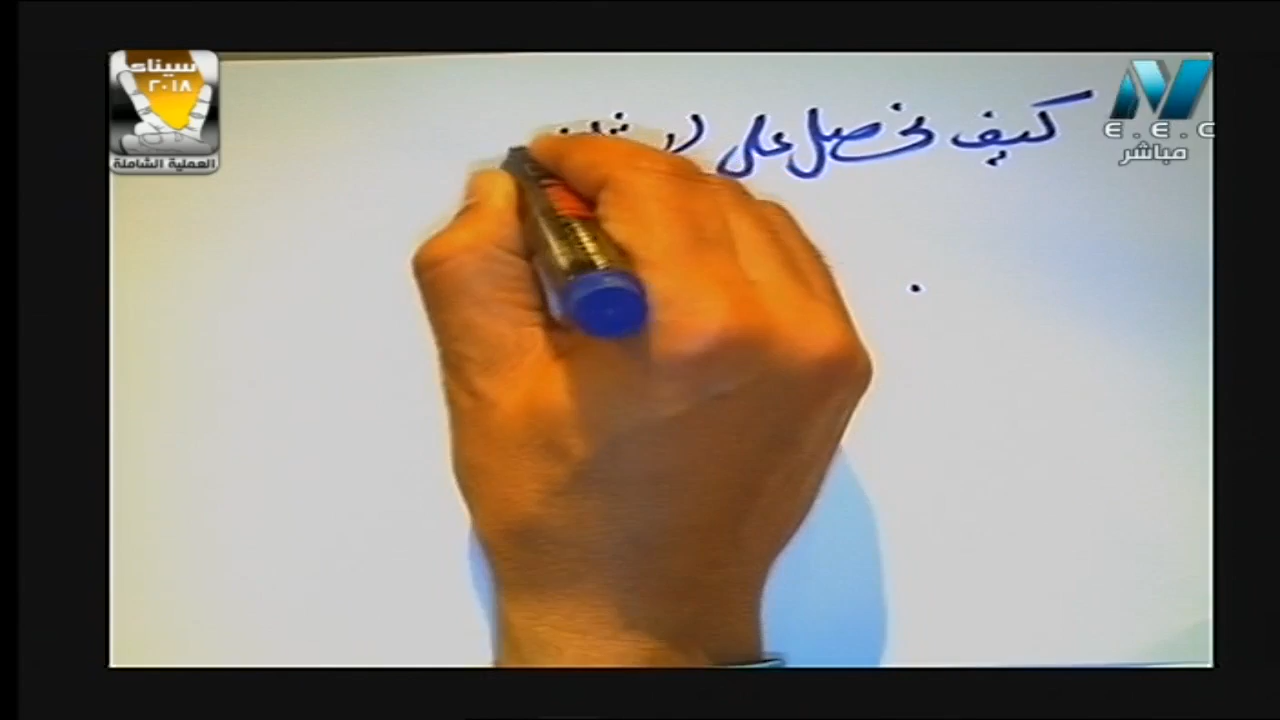 سيناء
٢٠١٨
العملية الشاملة
E.E.C
مباشر
كيف نحصل على